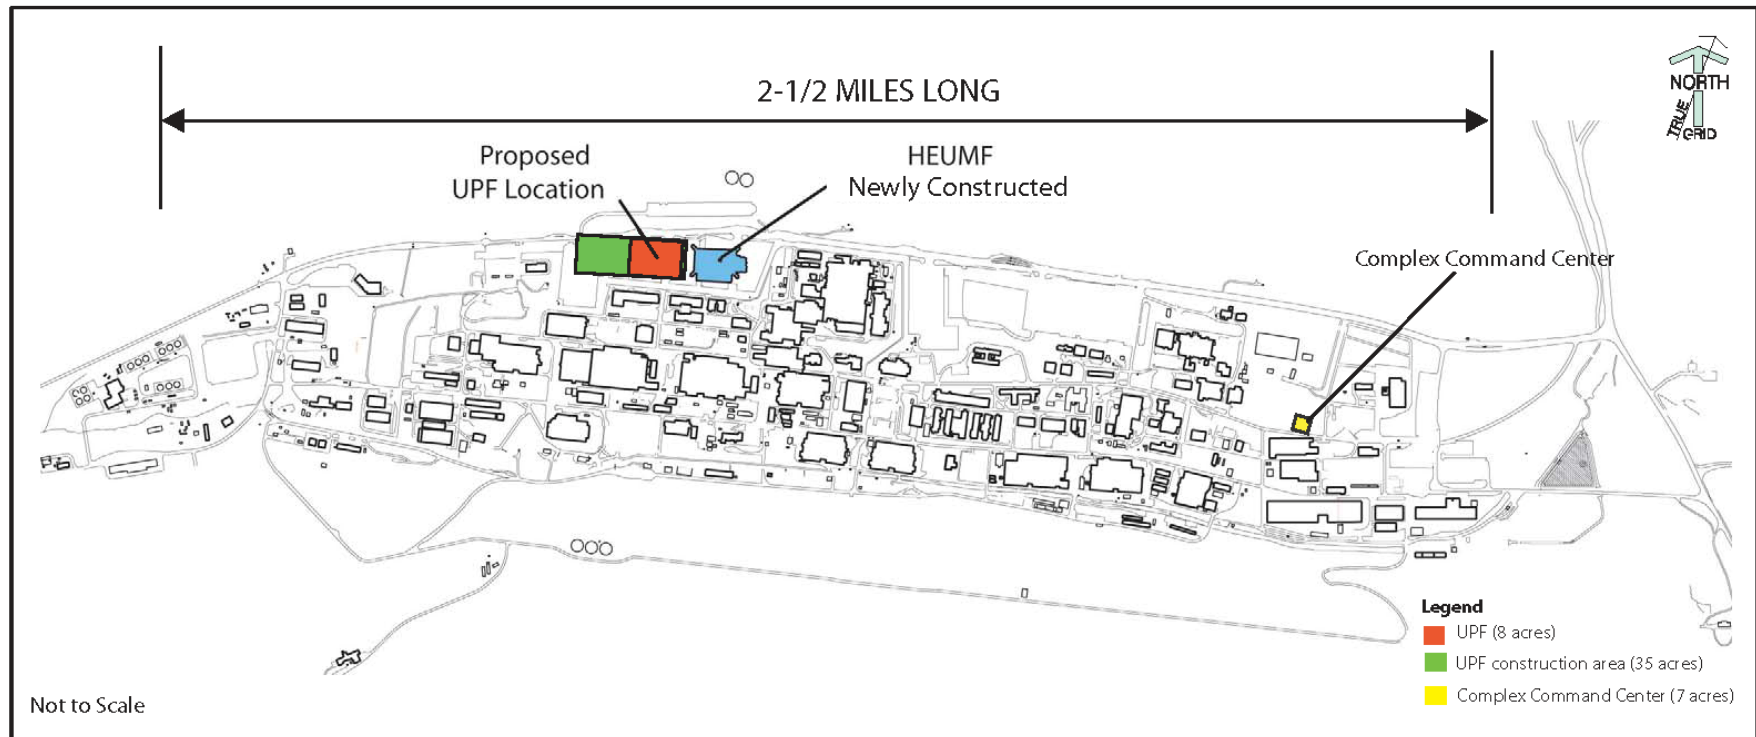 2-1/2 MILES LONG
NORTH
TRUE
GRID
Proposed
UPF Location
HEUMF
Newly Constructed
Complex Command Center
Legend
UPF (8 acres)
UPF construction area (35 acres)
Complex Command Center (7 acres)
Not to Scale